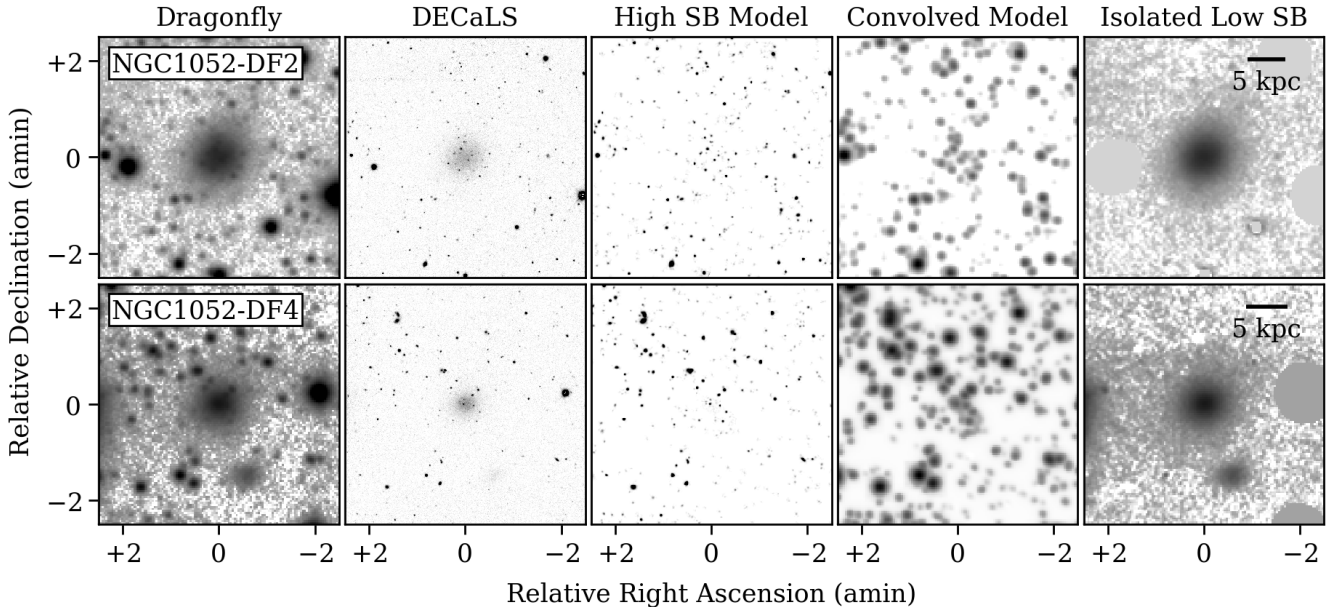 Dragonfly DECaLS High SB Model Convolved Model Isolated Low SB
Relative Declination (amin)
+2 NGC1052-DF2 5 kpc
0
−2
+2 NGC1052-DF4 5 kpc
0
−2
+2 0 −2 +2 0 −2 +2 0 −2 +2 0 −2 +2 0 −2
Relative Right Ascension (amin)